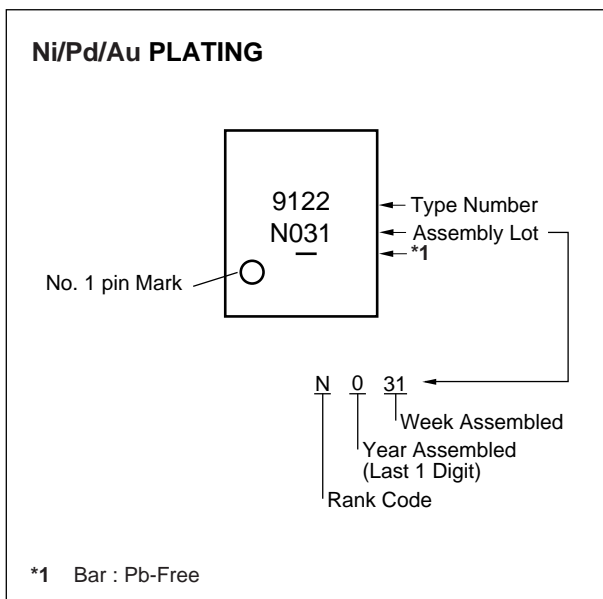 Ni/Pd/Au PLATING
9122
N031
No. 1 pin Mark
Type Number
Assembly Lot
*1
N 0 31
Week Assembled
Year Assembled
(Last 1 Digit)
Rank Code
*1 Bar : Pb-Free